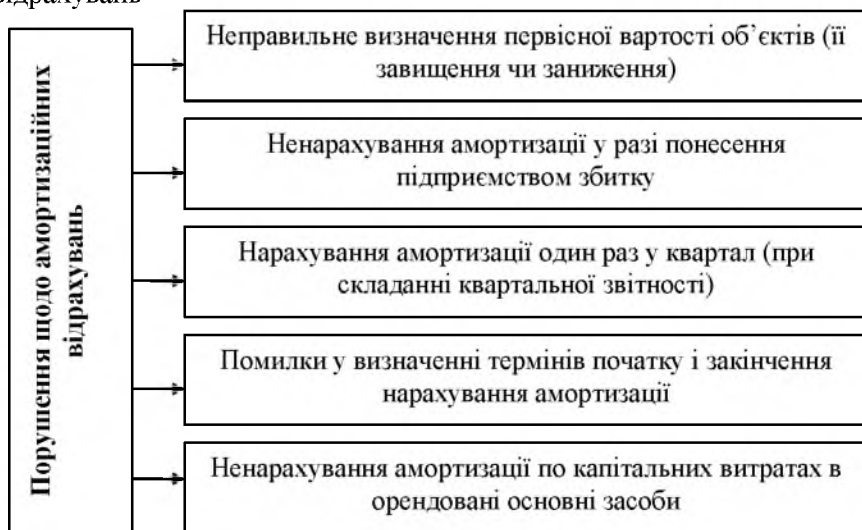 відрахувань
Порушення щодо амортизаційних
відрахувань
Неправильне визначення первісної вартості об’єктів (її
завищення чи заниження)
Ненарахування амортизації у разі понесення
підприємством збитку
Нарахування амортизації один раз у квартал (при
складанні квартальної звітності)
Помилки у визначенні термінів початку і закінчення
нарахування амортизації
Ненарахування амортизації по капітальних витратах в
орендовані основні засоби